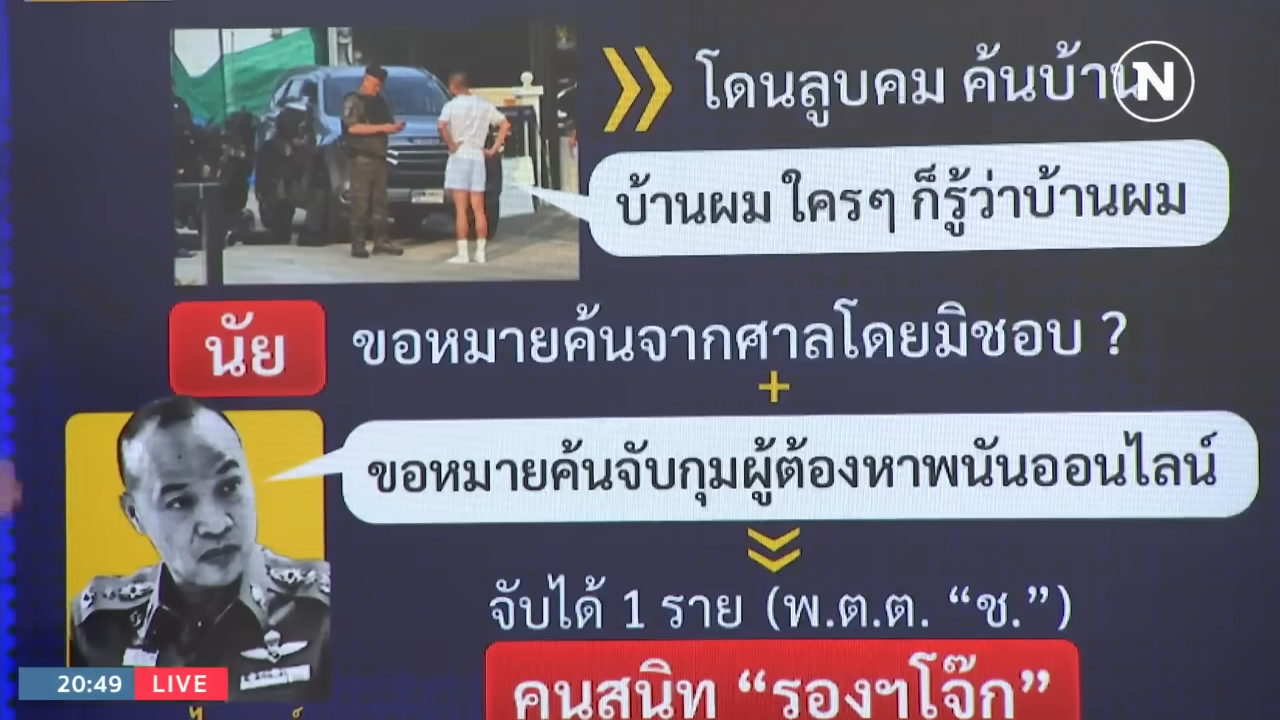 โดนลูบคม ค้นบ้าน
N
บ้านผม ใครๆ ก็รู้ว่าบ้านผม
นัย
ขอหมายค้นจากศาลโดยมิชอบ ?
+
ขอหมายค้นจับกุมผู้ต้องหาพนันออนไลน์
จับได้ 1 ราย (พ.ต.ต. “ช.”)
คนสนิท “รองฯโจ๊ก”
20:49 LIVE